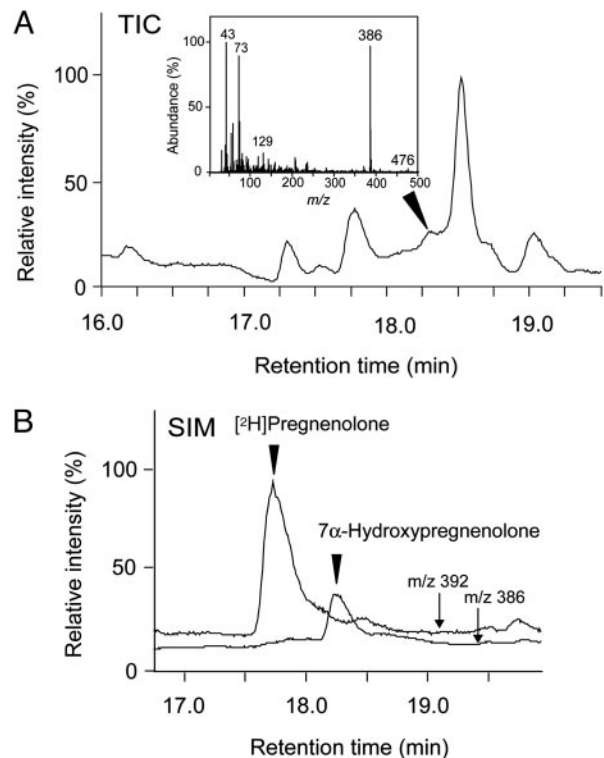 A TIC
43
73
386
129
476
Abundance (%)
100
50
0
100 200 300 400 500
m/z
Relative intensity (%)
100
50
0
16.0 17.0 18.0 19.0
Retention time (min)
B SIM
[²H]Pregnenolone
7α-Hydroxypregnenolone
m/z 392
m/z 386
Relative intensity (%)
100
50
0
17.0 18.0 19.0
Retention time (min)